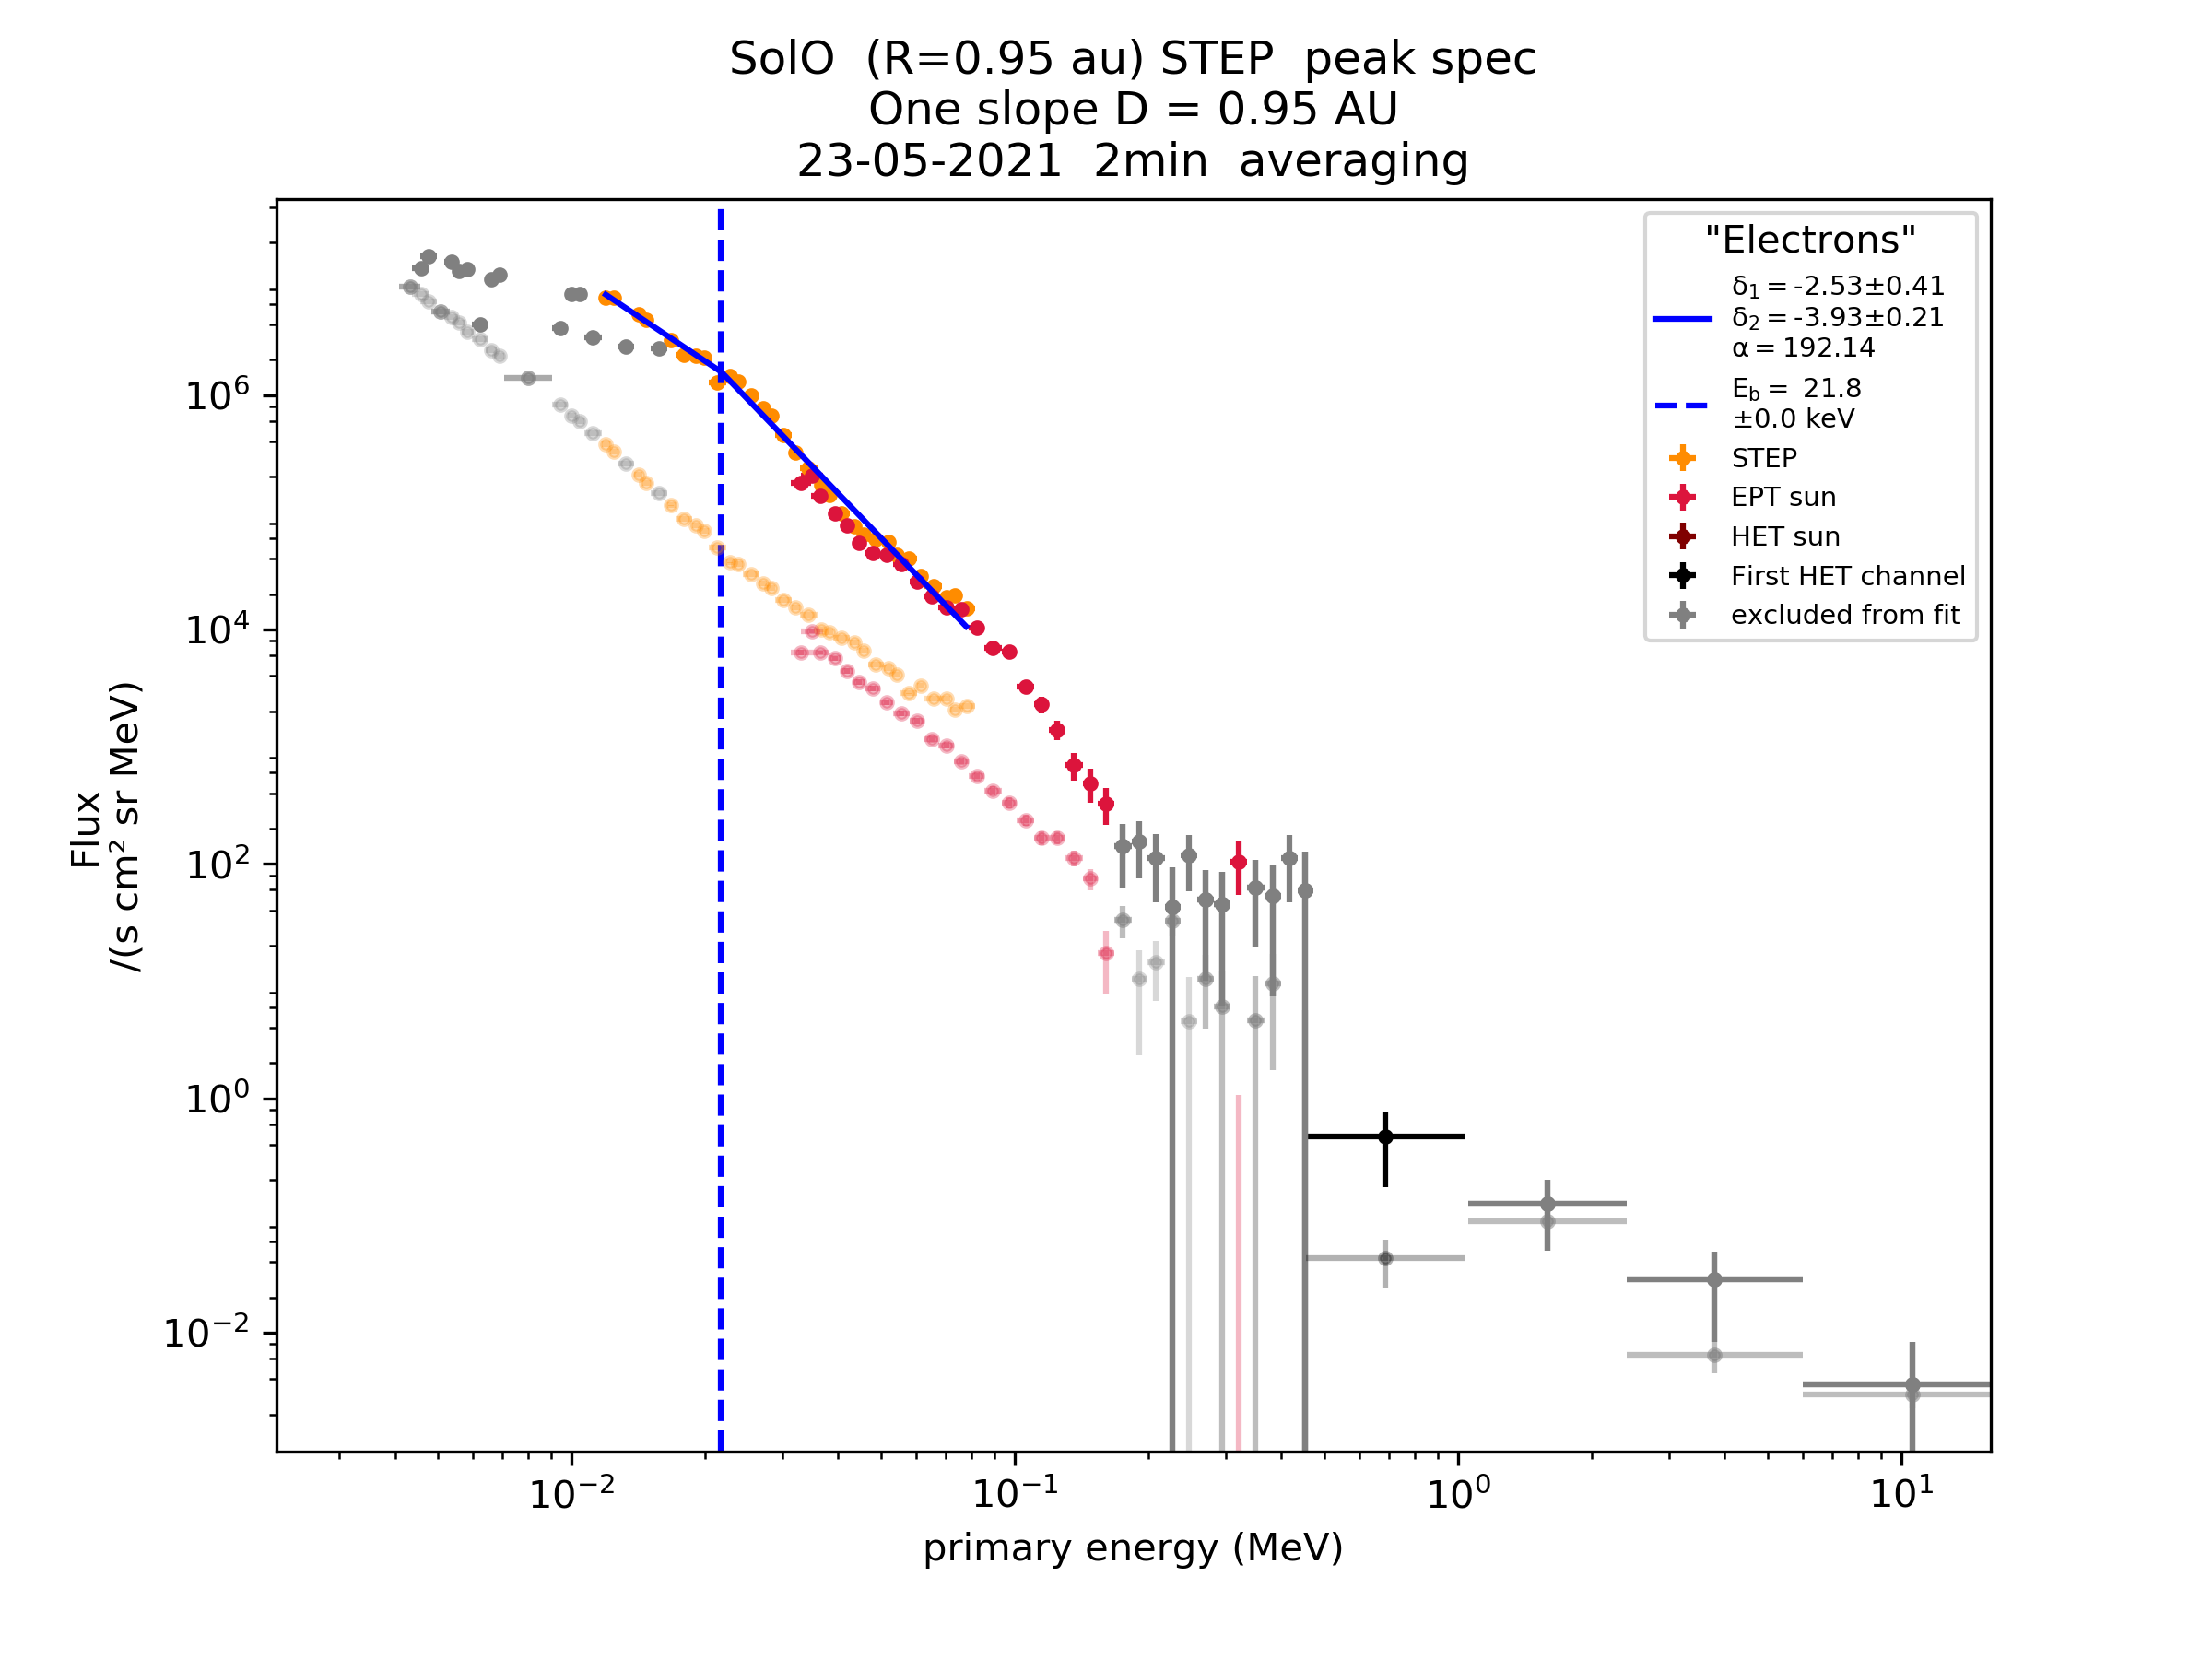 SolO (R=0.95 au) STEP peak spec
One slope D = 0.95 AU
23-05-2021 2min averaging
"Electrons"
δ₁ = -2.53±0.41
δ₂ = -3.93±0.21
α = 192.14
E_b = 21.8
±0.0 keV
STEP
EPT sun
HET sun
First HET channel
excluded from fit
Flux
/(s cm² sr MeV)
10⁶
10⁴
10²
10⁰
10⁻²
10⁻² 10⁻¹ 10⁰ 10¹
primary energy (MeV)